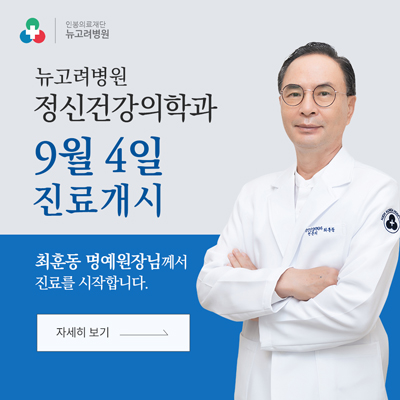 인봉의료재단
뉴고려병원
뉴고려병원
정신건강의학과
9월 4일
진료개시
최훈동 명예원장님께서
진료를 시작합니다.
자세히 보기